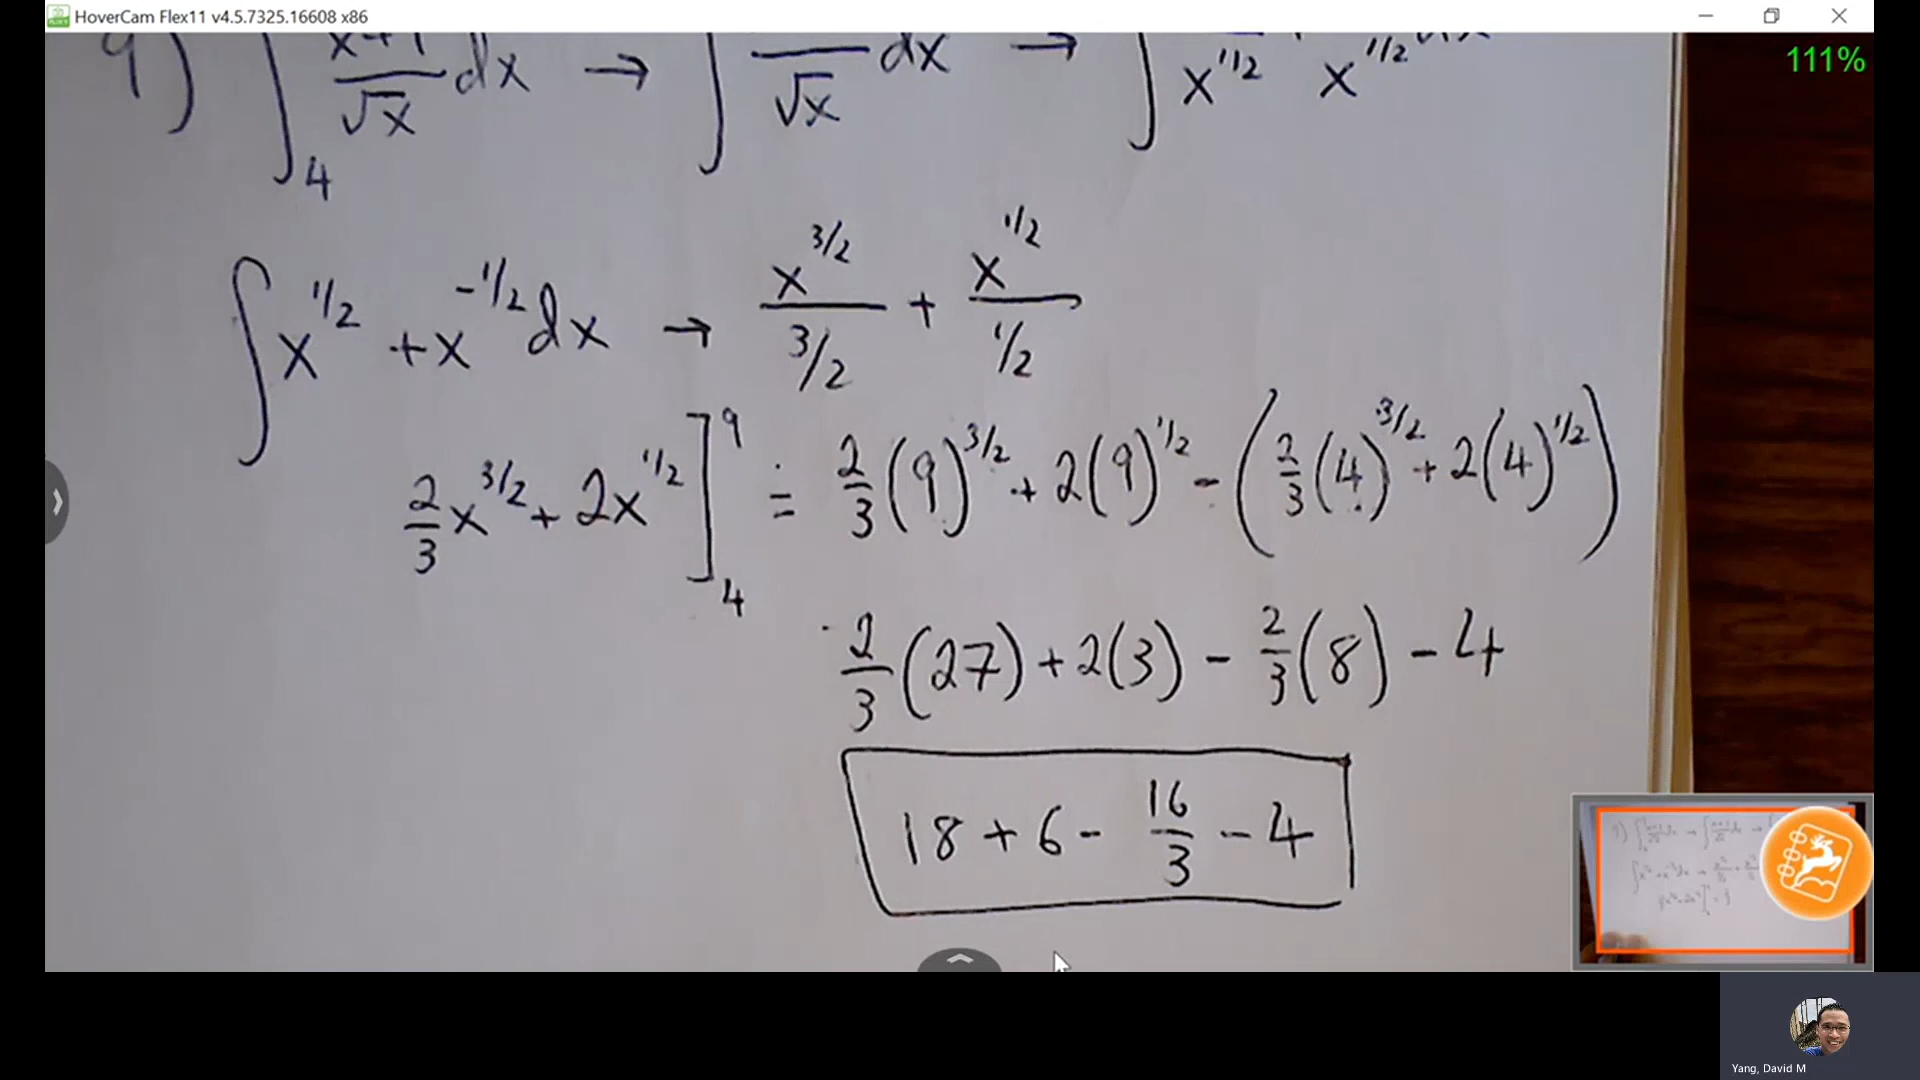 HoverCam Flex11 v4.5.7325.16608 x86
111%
9) ∫₄ x+1/√x dx → ∫ /√x dx → ∫ /x^1/2 /x^1/2 dx
∫ x^1/2 + x^-1/2 dx → x^3/2 / 3/2 + x^1/2 / 1/2
2/3 x^3/2 + 2x^1/2 ]₄⁹ = 2/3 (9)^3/2 + 2(9)^1/2 - (2/3 (4)^3/2 + 2(4)^1/2)
2/3 (27) + 2(3) - 2/3 (8) - 4
18 + 6 - 16/3 - 4
Yang, David M